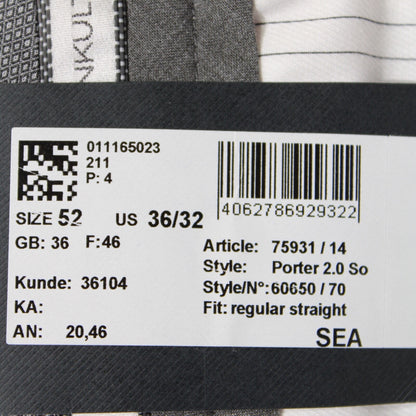 NKULT
011165023
211
P: 4
4062786929322
SIZE 52 US 36/32
GB: 36 F: 46
Article: 75931 / 14
Style: Porter 2.0 So
Kunde: 36104
Style/N°: 60650 / 70
KA:
Fit: regular straight
AN: 20,46
SEA